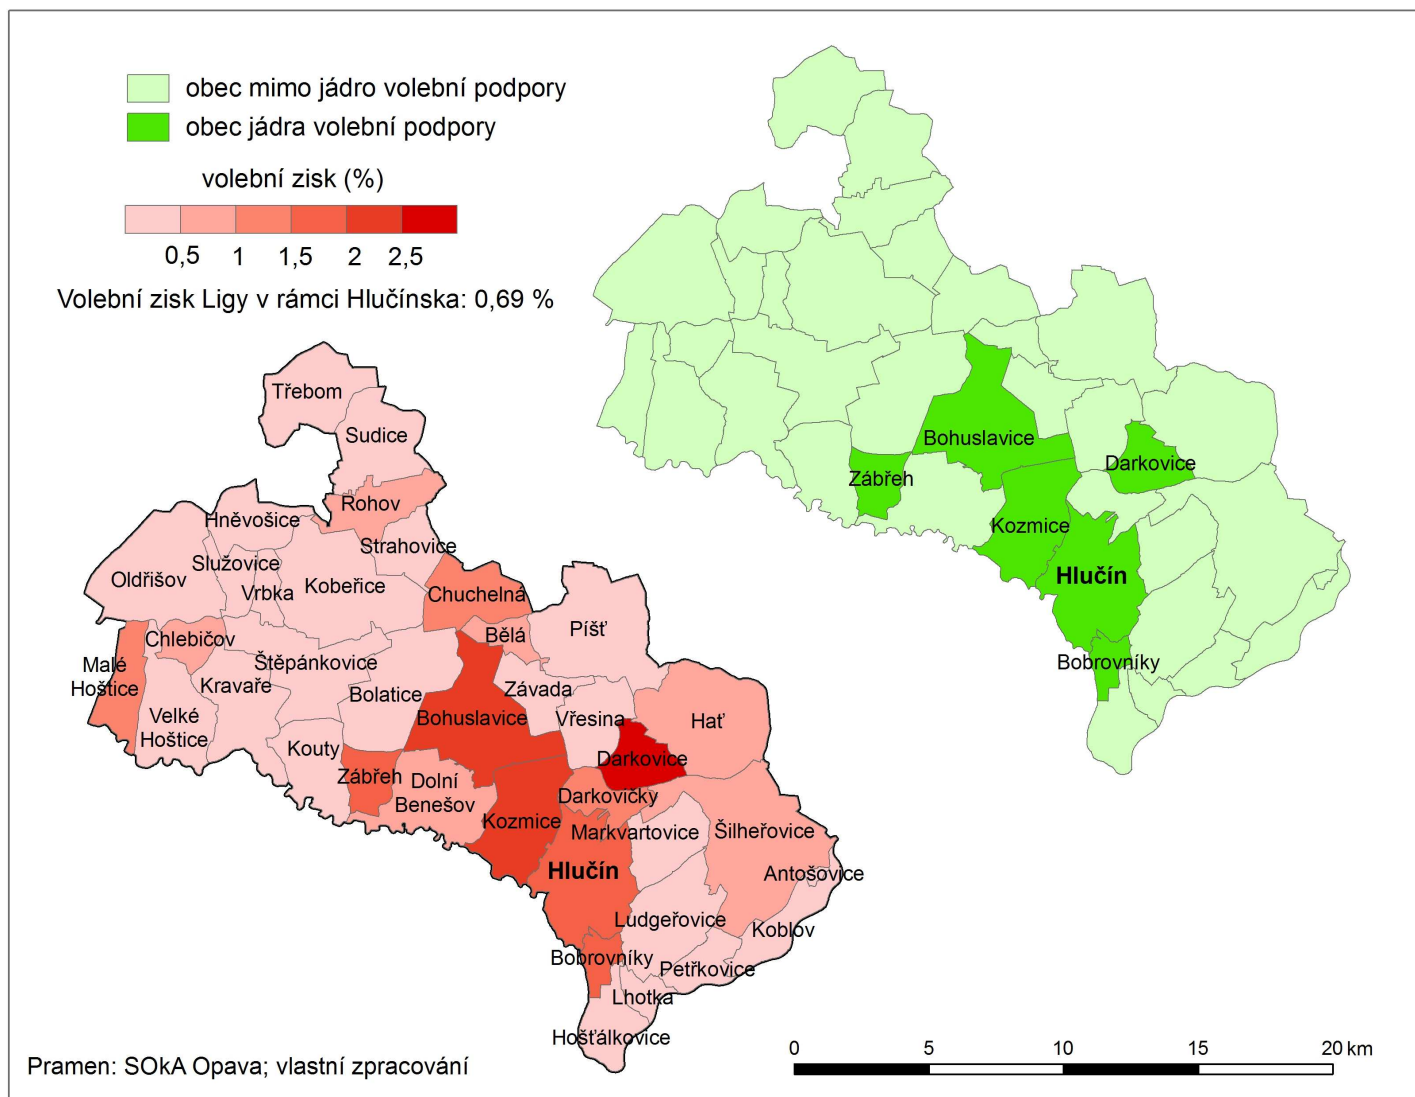 obec mimo jádro volební podpory
obec jádra volební podpory
volební zisk (%)
0,5 1 1,5 2 2,5
Volební zisk Ligy v rámci Hlučínska: 0,69 %
Bohuslavice
Darkovice
Zábřeh
Kozmice
Hlučín
Bobrovníky
Třebom
Sudice
Rohov
Hněvošice
Strahovice
Služovice
Oldřišov
Vrbka
Kobeřice
Chuchelná
Píšť
Chlebičov
Bělá
Malé
Hoštice
Štěpánkovice
Kravaře
Bolatice
Závada
Velké
Hoštice
Bohuslavice
Vřesina
Hať
Kouty
Darkovice
Zábřeh
Dolní
Benešov
Darkovičky
Kozmice
Markvartovice
Šilheřovice
Hlučín
Antošovice
Ludgeřovice
Koblov
Bobrovníky
Petřkovice
Lhotka
Hošťálkovice
Pramen: SOkA Opava; vlastní zpracování
0 5 10 15 20 km